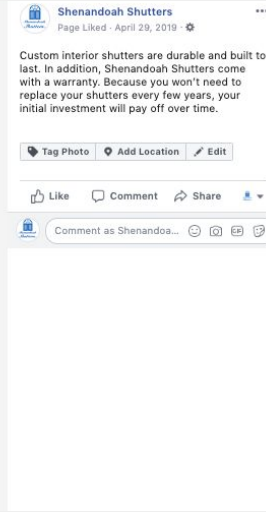 Shenandoah Shutters
Page Liked · April 29, 2019 ·
Custom interior shutters are durable and built to
last. In addition, Shenandoah Shutters come
with a warranty. Because you won't need to
replace your shutters every few years, your
initial investment will pay off over time.
Tag Photo Add Location Edit
Like Comment Share
Comment as Shenandoa... GIF